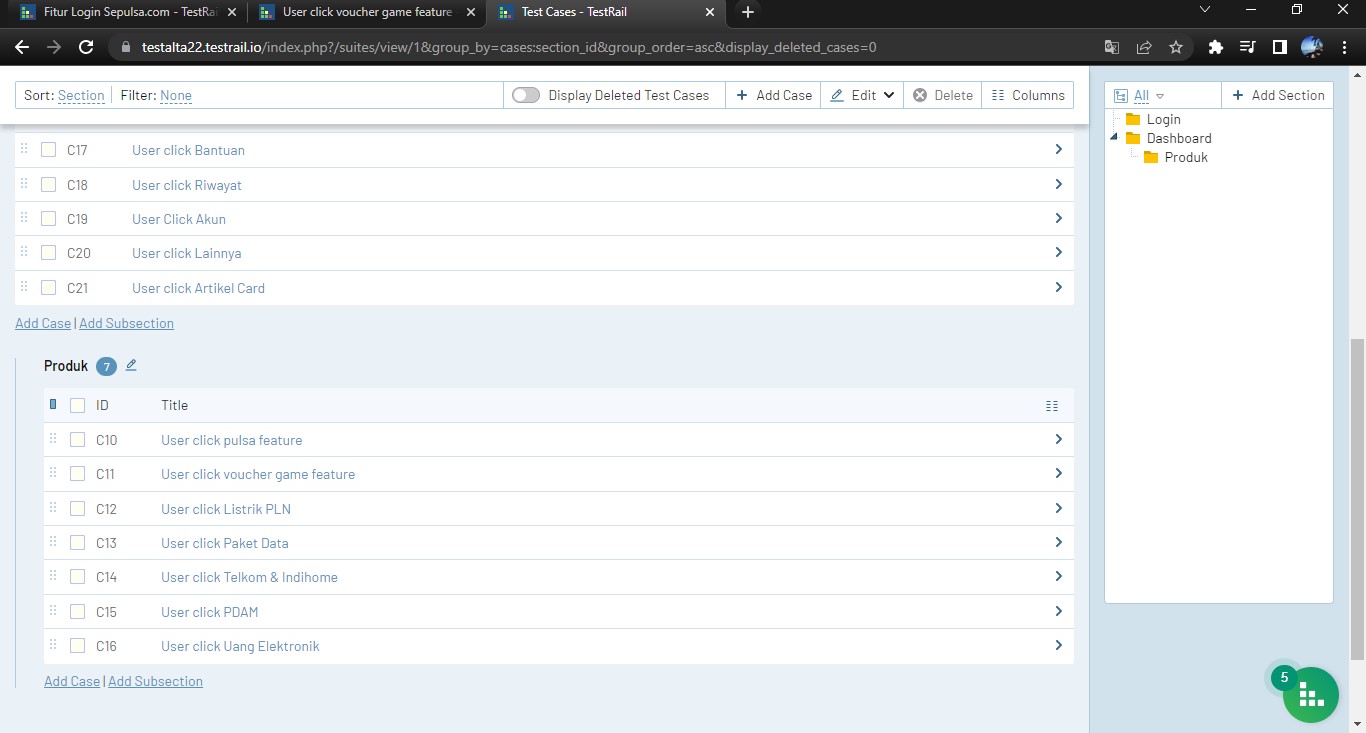 Fitur Login Sepulsa.com - TestRai
User click voucher game feature
Test Cases - TestRail
testalta22.testrail.io/index.php?/suites/view/1&group_by=cases:section_id&group_order=asc&display_deleted_cases=0
Sort: Section Filter: None Display Deleted Test Cases + Add Case Edit Delete Columns
All + Add Section
Login
Dashboard
Produk
C17 User click Bantuan
C18 User click Riwayat
C19 User Click Akun
C20 User click Lainnya
C21 User click Artikel Card
Add Case | Add Subsection
Produk 7
ID Title
C10 User click pulsa feature
C11 User click voucher game feature
C12 User click Listrik PLN
C13 User click Paket Data
C14 User click Telkom & Indihome
C15 User click PDAM
C16 User click Uang Elektronik
Add Case | Add Subsection
5